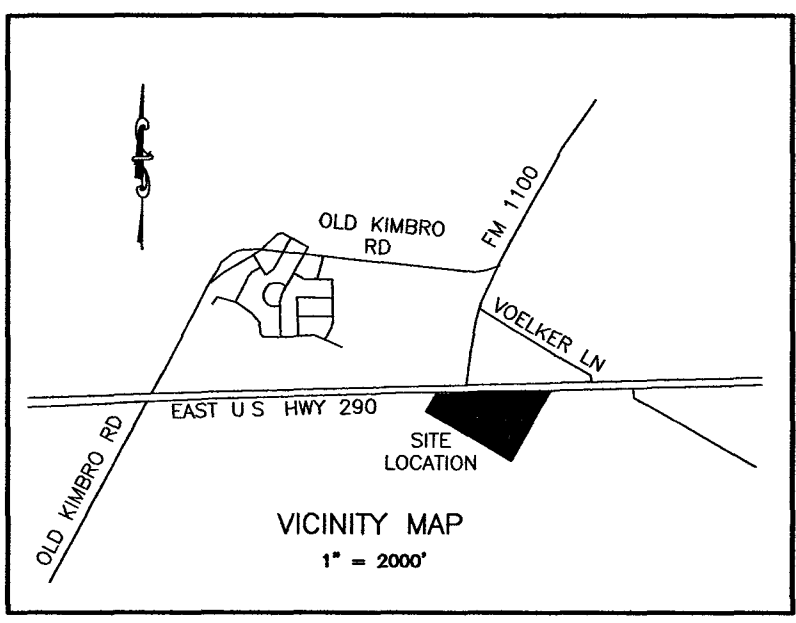 OLD KIMBRO
RD
FM 1100
VOELKER LN
EAST U S HWY 290
SITE
LOCATION
OLD KIMBRO RD
VICINITY MAP
1" = 2000'